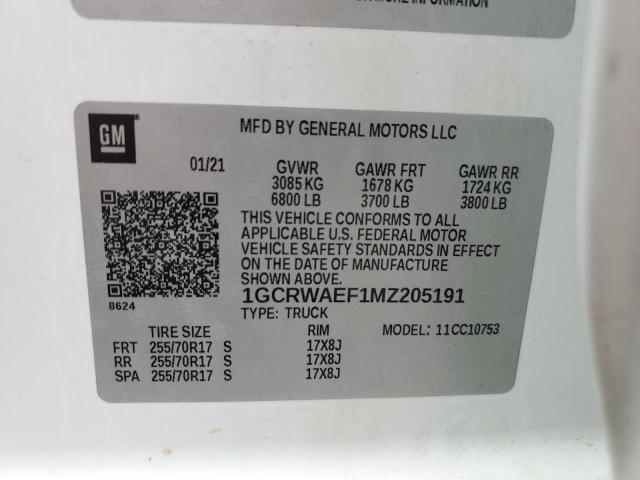 MORE INFORMATION
GM
MFD BY GENERAL MOTORS LLC
01/21 GVWR GAWR FRT GAWR RR
3085 KG 1678 KG 1724 KG
6800 LB 3700 LB 3800 LB
THIS VEHICLE CONFORMS TO ALL
APPLICABLE U.S. FEDERAL MOTOR
VEHICLE SAFETY STANDARDS IN EFFECT
ON THE DATE OF MANUFACTURE
1GCRWAEF1MZ205191
8624
TYPE: TRUCK
TIRE SIZE RIM MODEL: 11CC10753
FRT 255/70R17 S 17X8J
RR 255/70R17 S 17X8J
SPA 255/70R17 S 17X8J